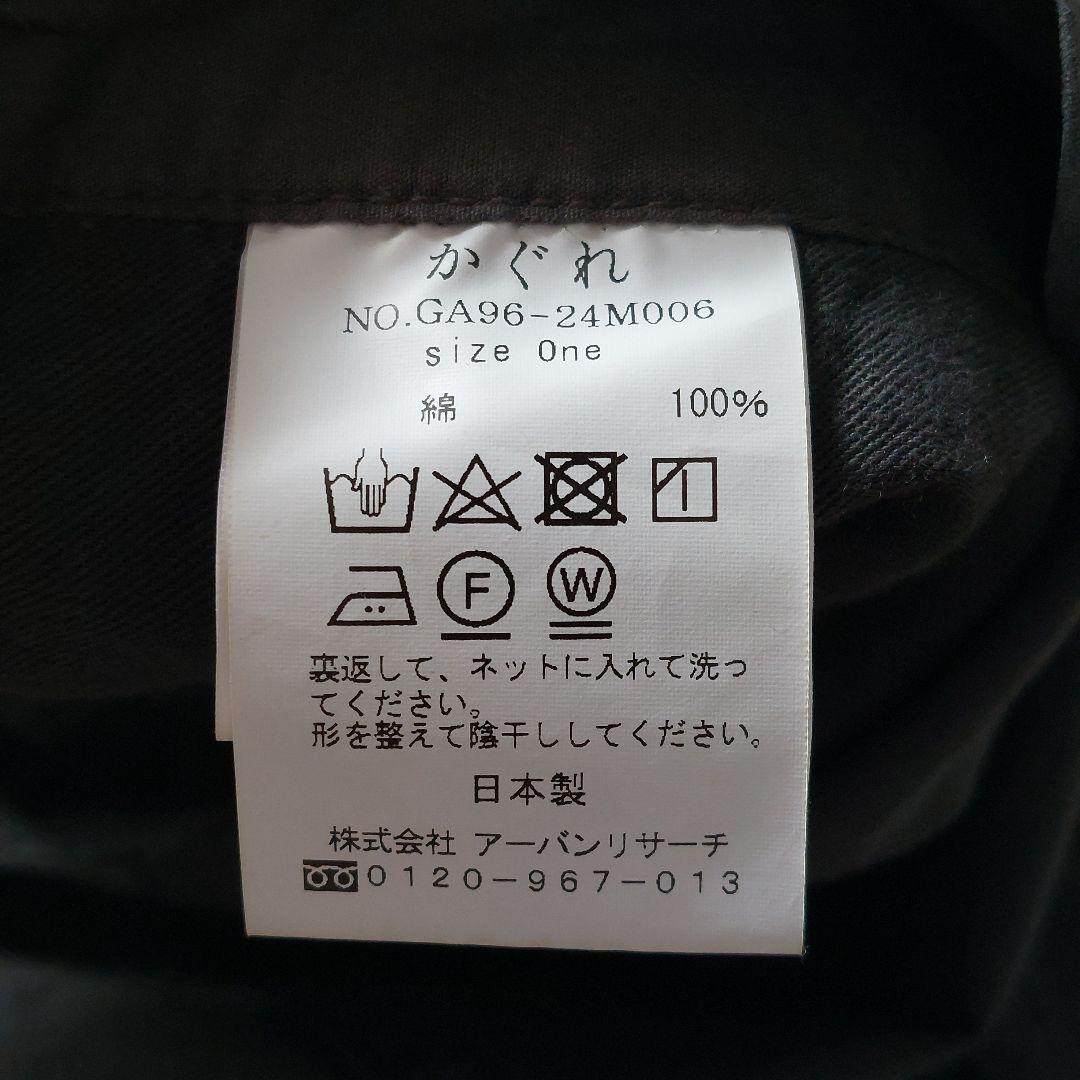 かぐれ
NO.GA96-24M006
size One
綿 100%
F W
裏返して、ネットに入れて洗っ
てください。
形を整えて陰干ししてください。
日本製
株式会社 アーバンリサーチ
0120-967-013